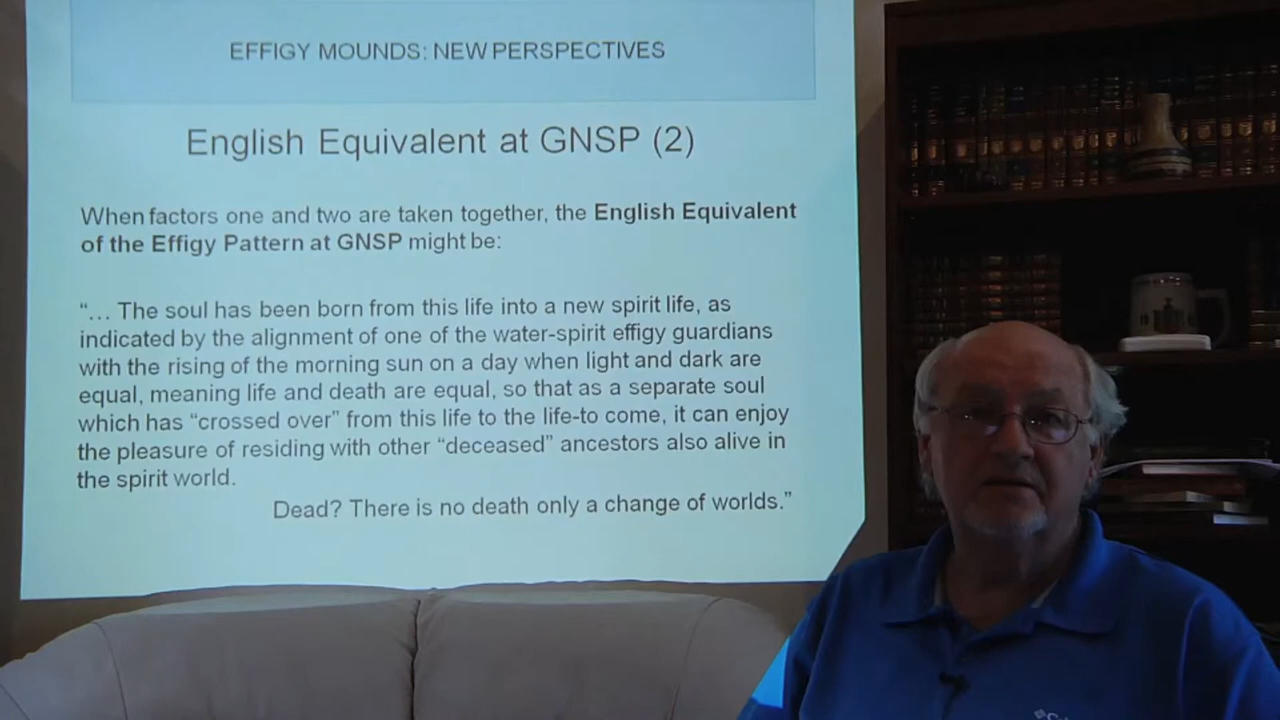 EFFIGY MOUNDS: NEW PERSPECTIVES
English Equivalent at GNSP (2)
When factors one and two are taken together, the English Equivalent
of the Effigy Pattern at GNSP might be:
“… The soul has been born from this life into a new spirit life, as
indicated by the alignment of one of the water-spirit effigy guardians
with the rising of the morning sun on a day when light and dark are
equal, meaning life and death are equal, so that as a separate soul
which has “crossed over” from this life to the life-to come, it can enjoy
the pleasure of residing with other “deceased” ancestors also alive in
the spirit world.
Dead? There is no death only a change of worlds.”